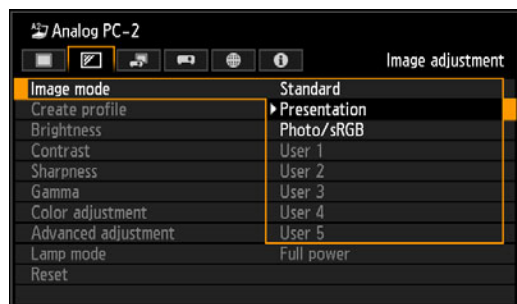 Analog PC-2
Image adjustment
Image mode Standard
Create profile Presentation
Brightness Photo/sRGB
Contrast User 1
Sharpness User 2
Gamma User 3
Color adjustment User 4
Advanced adjustment User 5
Lamp mode Full power
Reset